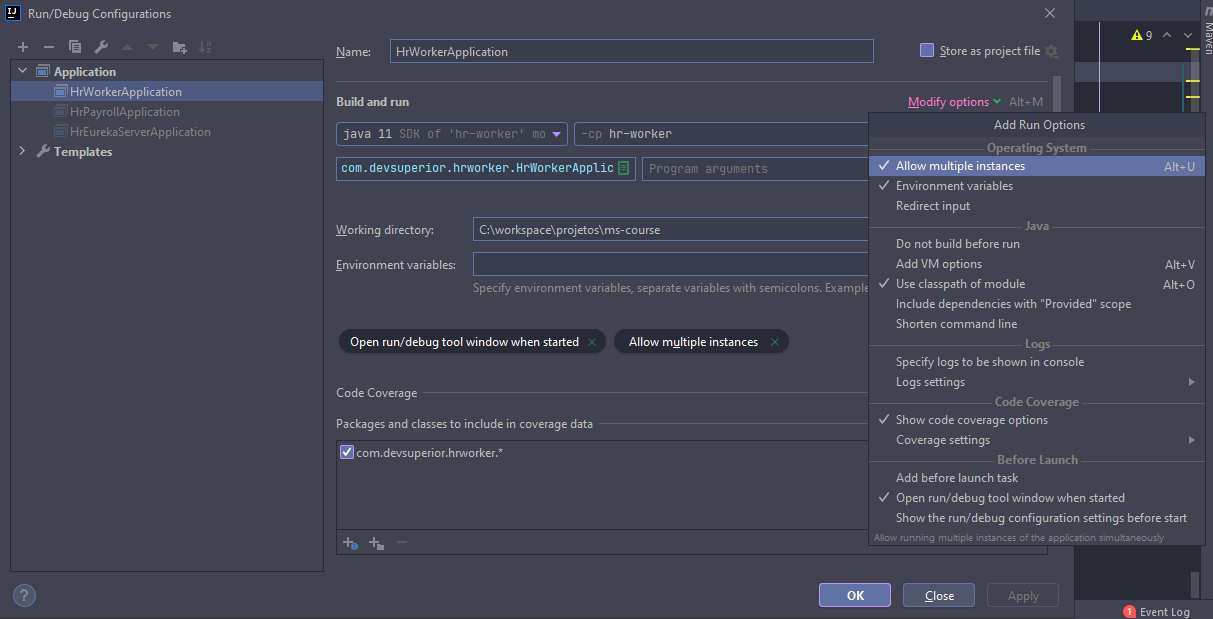 Run/Debug Configurations
Application
HrWorkerApplication
HrPayrollApplication
HrEurekaServerApplication
Templates
Name: HrWorkerApplication
Store as project file
Build and run
Modify options Alt+M
java 11 SDK of 'hr-worker' mo
-cp hr-worker
com.devsuperior.hrworker.HrWorkerApplic
Program arguments
Working directory: C:\workspace\projetos\ms-course
Environment variables:
Specify environment variables, separate variables with semicolons. Example
Open run/debug tool window when started
Allow multiple instances
Code Coverage
Packages and classes to include in coverage data
com.devsuperior.hrworker.*
OK
Close
Apply
Add Run Options
Operating System
Allow multiple instances Alt+U
Environment variables
Redirect input
Java
Do not build before run
Add VM options Alt+V
Use classpath of module Alt+O
Include dependencies with "Provided" scope
Shorten command line
Logs
Specify logs to be shown in console
Logs settings
Code Coverage
Show code coverage options
Coverage settings
Before Launch
Add before launch task
Open run/debug tool window when started
Show the run/debug configuration settings before start
Allow running multiple instances of the application simultaneously
9
Maven
1 Event Log